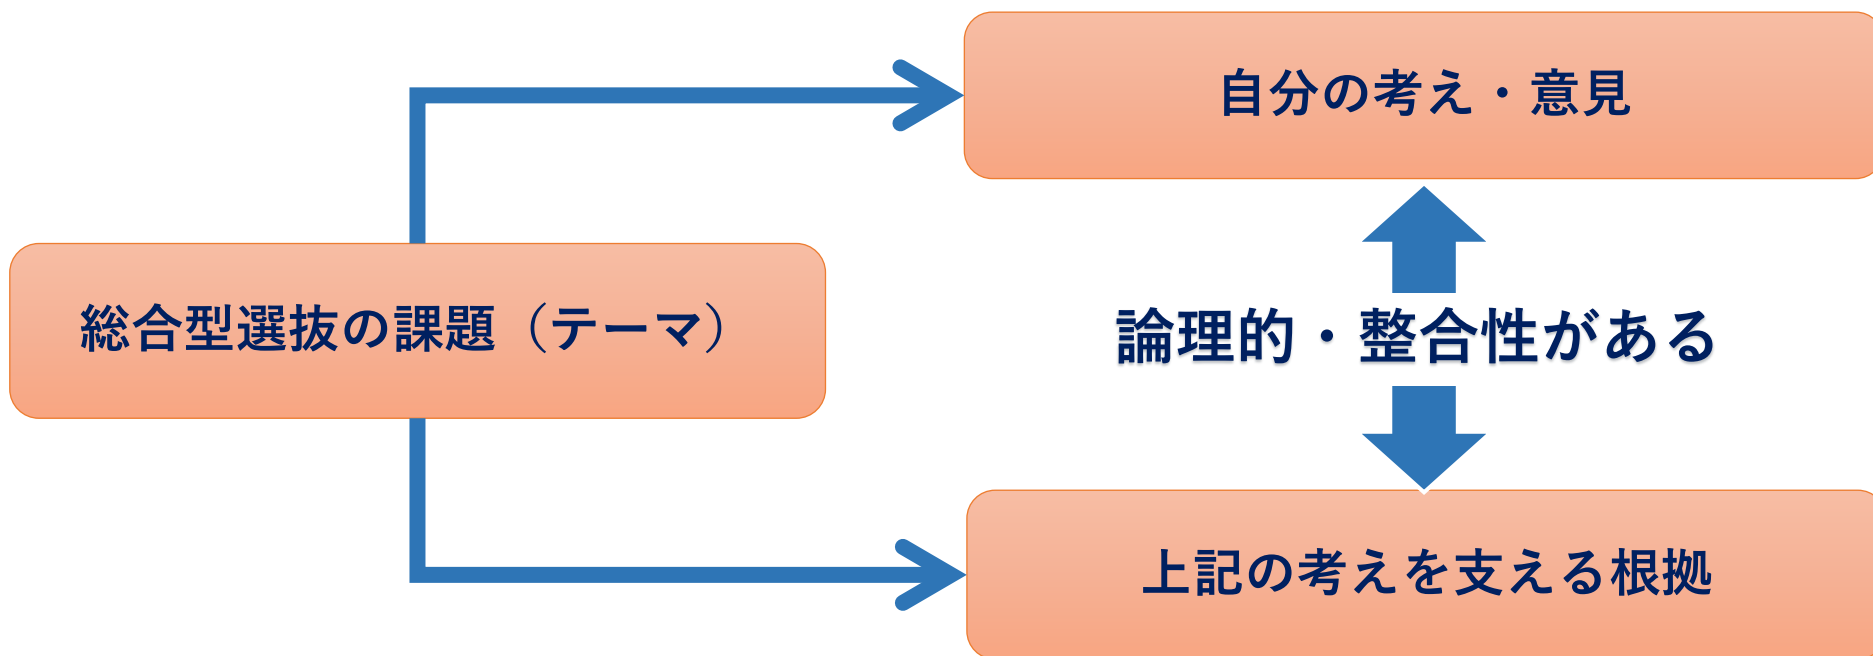 自分の考え・意見
総合型選抜の課題（テーマ）
論理的・整合性がある
上記の考えを支える根拠